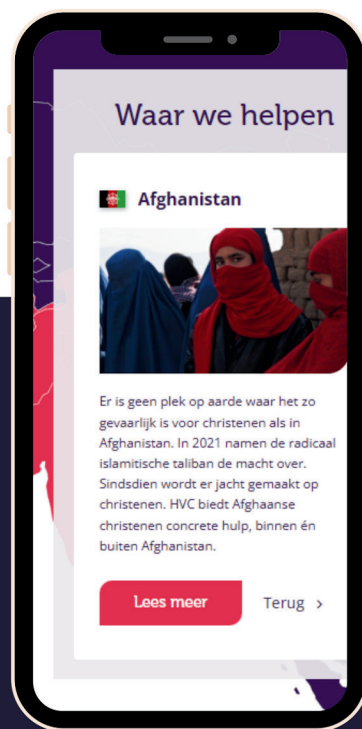 Waar we helpen
Afghanistan
Er is geen plek op aarde waar het zo
gevaarlijk is voor christenen als in
Afghanistan. In 2021 namen de radicaal
islamitische taliban de macht over.
Sindsdien wordt er jacht gemaakt op
christenen. HVC biedt Afghaanse
christenen concrete hulp, binnen én
buiten Afghanistan.
Lees meer
Terug